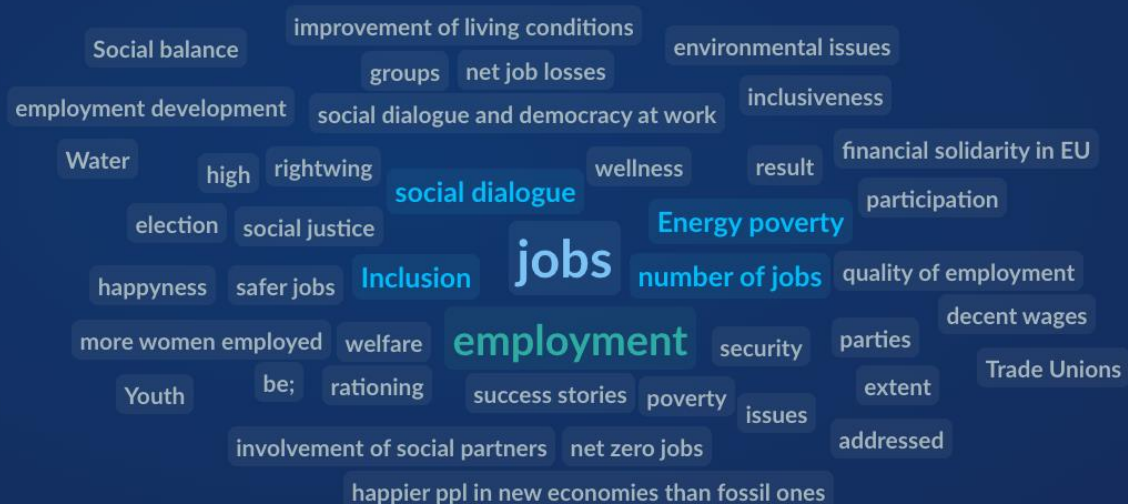 improvement of living conditions
Social balance
environmental issues
groups
net job losses
inclusiveness
employment development
social dialogue and democracy at work
financial solidarity in EU
Water
high
rightwing
wellness
result
social dialogue
participation
election
social justice
Energy poverty
jobs
happyness
safer jobs
Inclusion
number of jobs
quality of employment
decent wages
more women employed
welfare
employment
security
parties
Trade Unions
Youth
be;
rationing
success stories
poverty
extent
issues
involvement of social partners
net zero jobs
addressed
happier ppl in new economies than fossil ones